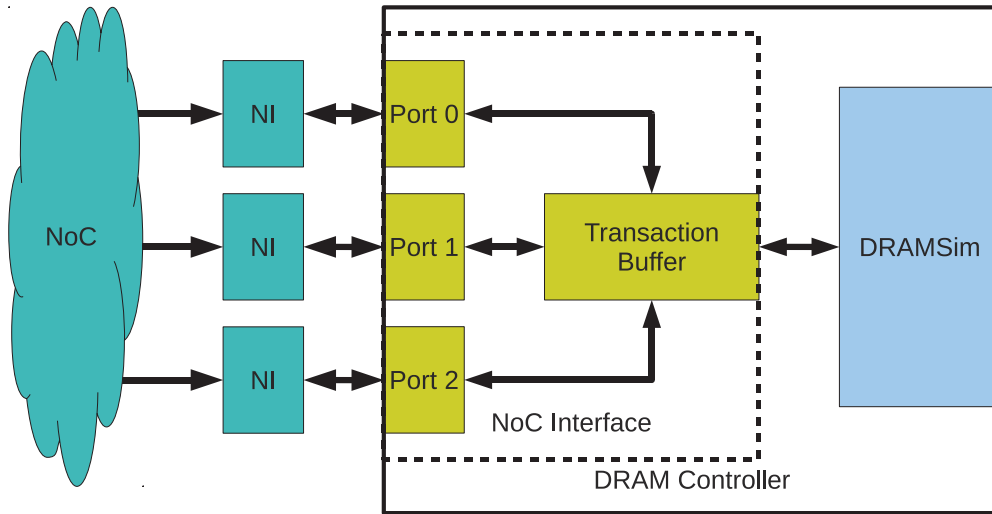 NI
Port 0
NoC
NI
Port 1
Transaction
Buffer
DRAMSim
NI
Port 2
NoC Interface
DRAM Controller